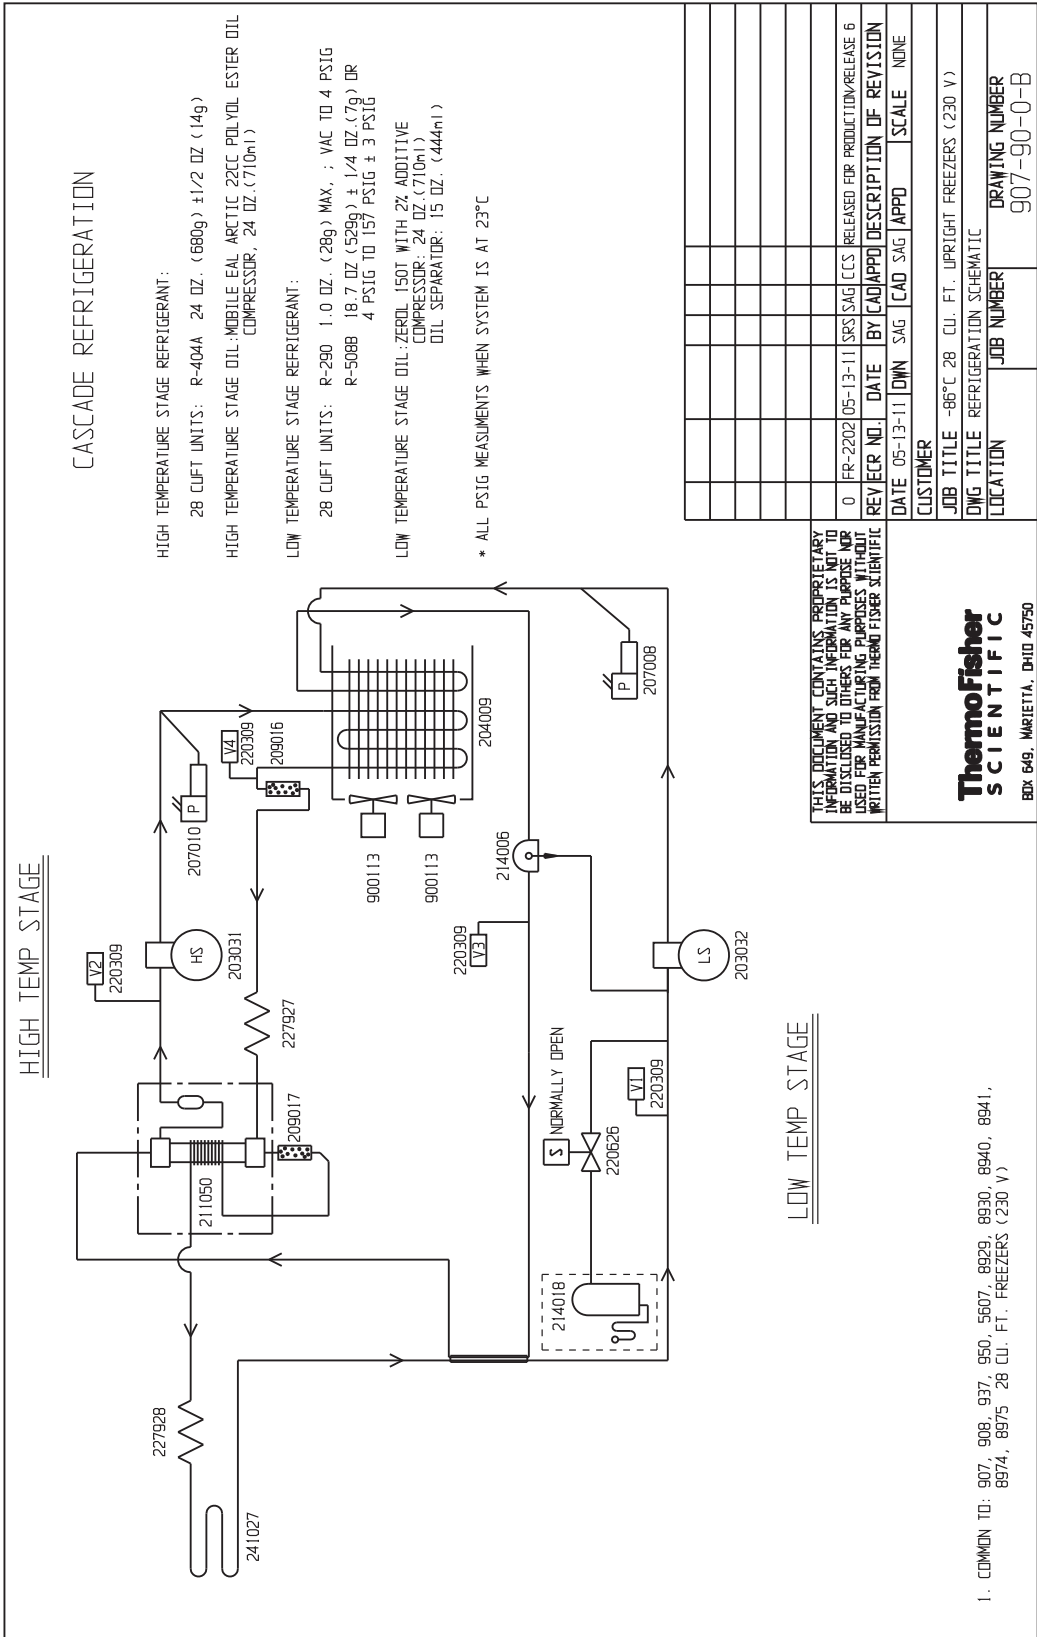 HIGH TEMP STAGE
CASCADE REFRIGERATION
HIGH TEMPERATURE STAGE REFRIGERANT:
28 CUFT UNITS: R-404A 24 OZ. (680g) ±1/2 OZ (14g)
HIGH TEMPERATURE STAGE OIL:MOBILE EAL ARCTIC 22CC POLYOL ESTER OIL
COMPRESSOR, 24 OZ.(710ml)
LOW TEMPERATURE STAGE REFRIGERANT:
28 CUFT UNITS: R-290 1.0 OZ. (28g) MAX, ; VAC TO 4 PSIG
R-508B 18.7 OZ (529g) ± 1/4 OZ.(7g) OR
4 PSIG TO 157 PSIG ± 3 PSIG
LOW TEMPERATURE STAGE OIL:ZEROL 150T WITH 2% ADDITIVE
COMPRESSOR: 24 OZ.(710ml)
OIL SEPARATOR: 15 OZ. (444ml)
* ALL PSIG MEASUMENTS WHEN SYSTEM IS AT 23°C
227928
241027
211050
209017
V2
220309
HS
203031
227927
P
207010
V4
220309
209016
900113
900113
204009
214006
220309
V3
P
207008
S
NORMALLY OPEN
220626
214018
V1
220309
LS
203032
LOW TEMP STAGE
1. COMMON TO: 907, 908, 937, 950, 5607, 8929, 8930, 8940, 8941,
8974, 8975 28 CU. FT. FREEZERS (230 V)
THIS DOCUMENT CONTAINS PROPRIETARY
INFORMATION AND SUCH INFORMATION IS NOT TO
BE DISCLOSED TO OTHERS FOR ANY PURPOSE NOR
USED FOR MANUFACTURING PURPOSES WITHOUT
WRITTEN PERMISSION FROM THERMO FISHER SCIENTIFIC
ThermoFisher
SCIENTIFIC
BOX 649, MARIETTA, OHIO 45750
0 FR-2202 05-13-11 SRS SAG CCS RELEASED FOR PRODUCTION/RELEASE 6
REV ECR NO. DATE BY CAD APPD DESCRIPTION OF REVISION
DATE 05-13-11 DWN SAG CAD SAG APPD SCALE NONE
CUSTOMER
JOB TITLE -86°C 28 CU. FT. UPRIGHT FREEZERS (230 V)
DWG TITLE REFRIGERATION SCHEMATIC
LOCATION JOB NUMBER DRAWING NUMBER
907-90-0-B